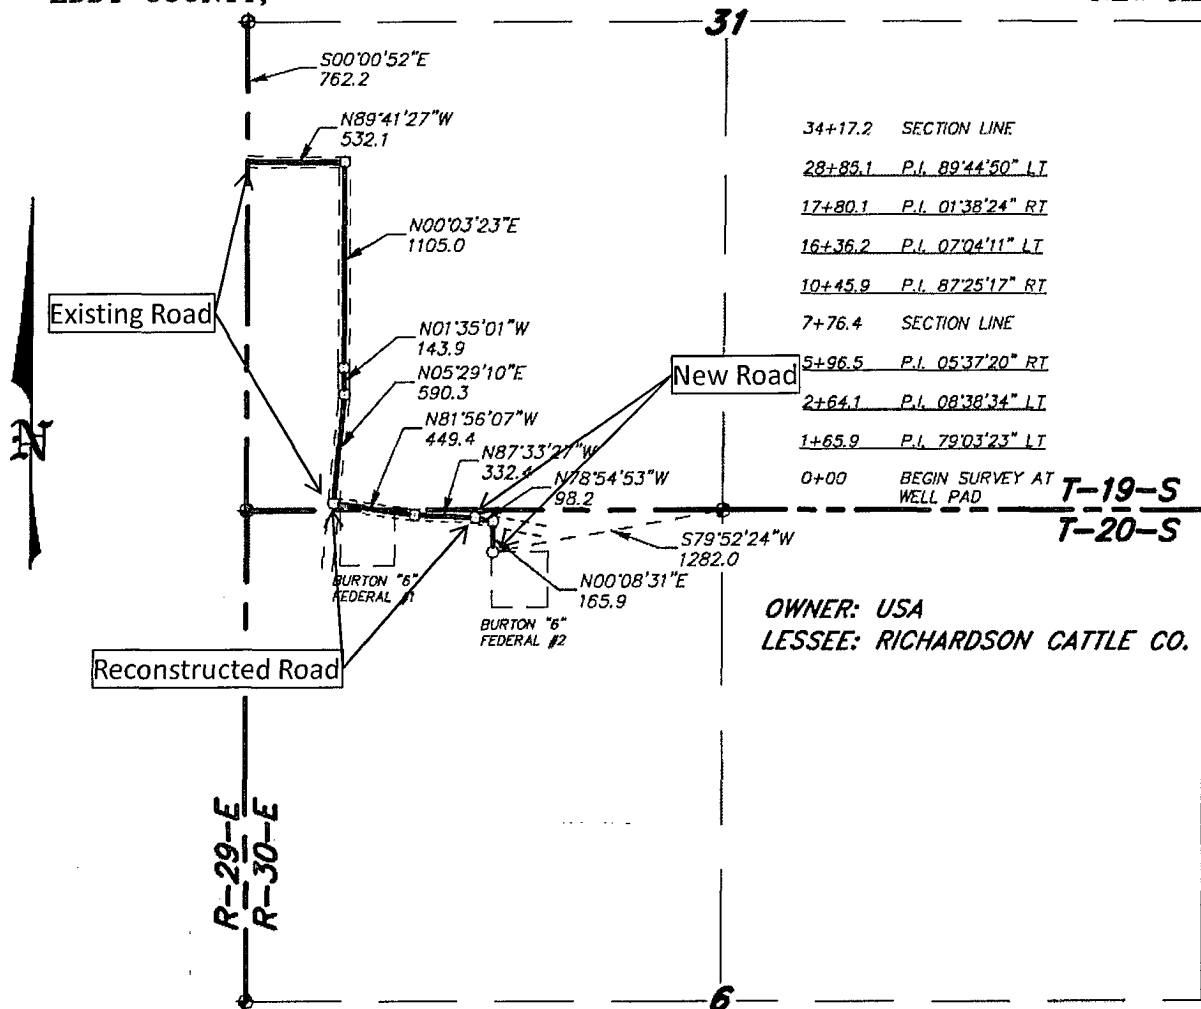 31
S00°00'52"E
762.2
N89°41'27"W
532.1
34+17.2 SECTION LINE
28+85.1 P.I. 89°44'50" LT
17+80.1 P.I. 01°38'24" RT
16+36.2 P.I. 07°04'11" LT
10+45.9 P.I. 87°25'17" RT
7+76.4 SECTION LINE
5+96.5 P.I. 05°37'20" RT
2+64.1 P.I. 08°38'34" LT
1+65.9 P.I. 79°03'23" LT
0+00 BEGIN SURVEY AT
WELL PAD
N00°03'23"E
1105.0
Existing Road
N01°35'01"W
143.9
New Road
N05°29'10"E
590.3
N81°56'07"W
449.4
N87°33'27"W
332.4
N78°54'53"W
98.2
T-19-S
T-20-S
S79°52'24"W
1282.0
N00°08'31"E
165.9
BURTON "6"
FEDERAL #1
BURTON "6"
FEDERAL #2
OWNER: USA
LESSEE: RICHARDSON CATTLE CO.
Reconstructed Road
R-29-E
R-30-E
6